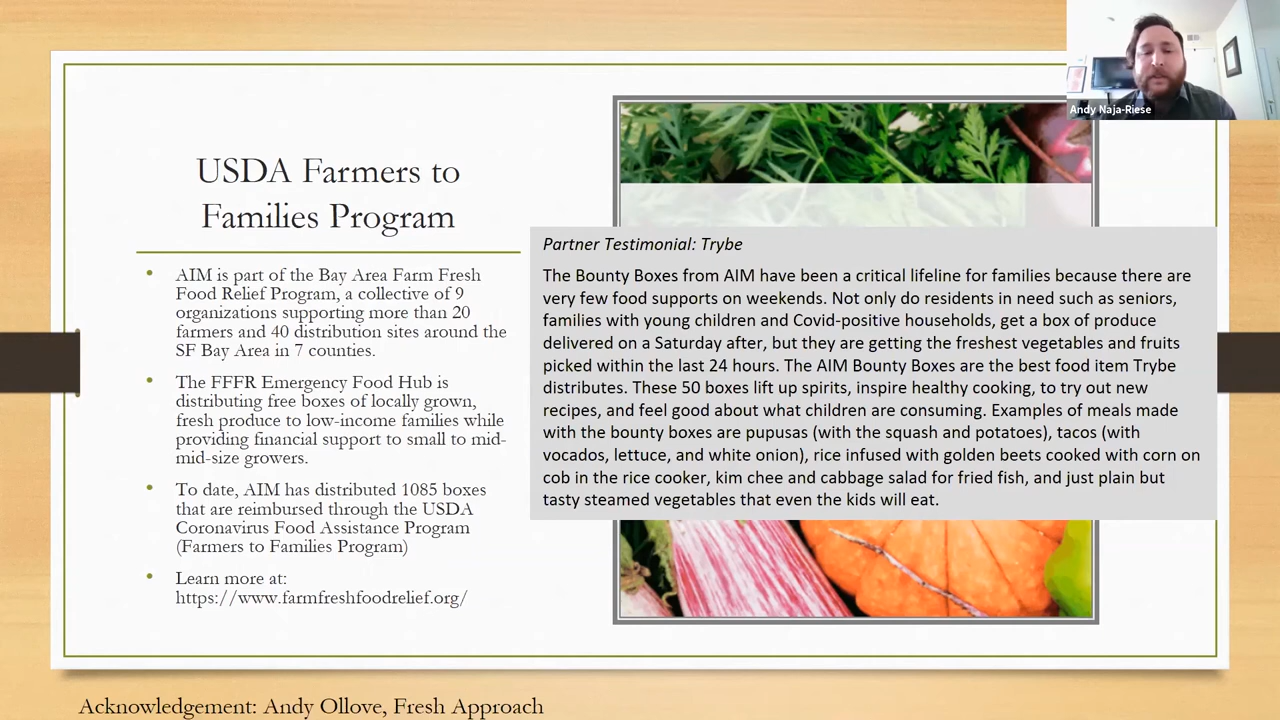 Andy Naja-Riese
USDA Farmers to
Families Program
• AIM is part of the Bay Area Farm Fresh
Food Relief Program, a collective of 9
organizations supporting more than 20
farmers and 40 distribution sites around the
SF Bay Area in 7 counties.
• The FFFR Emergency Food Hub is
distributing free boxes of locally grown,
fresh produce to low-income families while
providing financial support to small to mid-
mid-size growers.
• To date, AIM has distributed 1085 boxes
that are reimbursed through the USDA
Coronavirus Food Assistance Program
(Farmers to Families Program)
• Learn more at:
https://www.farmfreshfoodrelief.org/
Partner Testimonial: Trybe
The Bounty Boxes from AIM have been a critical lifeline for families because there are
very few food supports on weekends. Not only do residents in need such as seniors,
families with young children and Covid-positive households, get a box of produce
delivered on a Saturday after, but they are getting the freshest vegetables and fruits
picked within the last 24 hours. The AIM Bounty Boxes are the best food item Trybe
distributes. These 50 boxes lift up spirits, inspire healthy cooking, to try out new
recipes, and feel good about what children are consuming. Examples of meals made
with the bounty boxes are pupusas (with the squash and potatoes), tacos (with
vocados, lettuce, and white onion), rice infused with golden beets cooked with corn on
cob in the rice cooker, kim chee and cabbage salad for fried fish, and just plain but
tasty steamed vegetables that even the kids will eat.
Acknowledgement: Andy Ollove, Fresh Approach